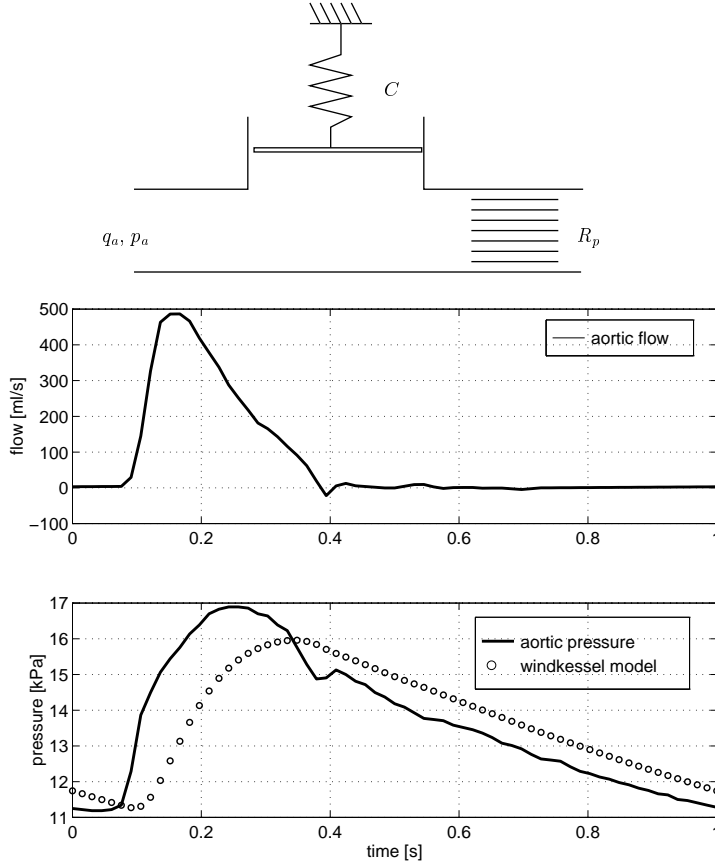 C
q_a, p_a
R_p
500
400
300
200
100
0
−100
flow [ml/s]
aortic flow
0 0.2 0.4 0.6 0.8 1
17
16
15
14
13
12
11
pressure [kPa]
aortic pressure
windkessel model
0 0.2 0.4 0.6 0.8 1
time [s]